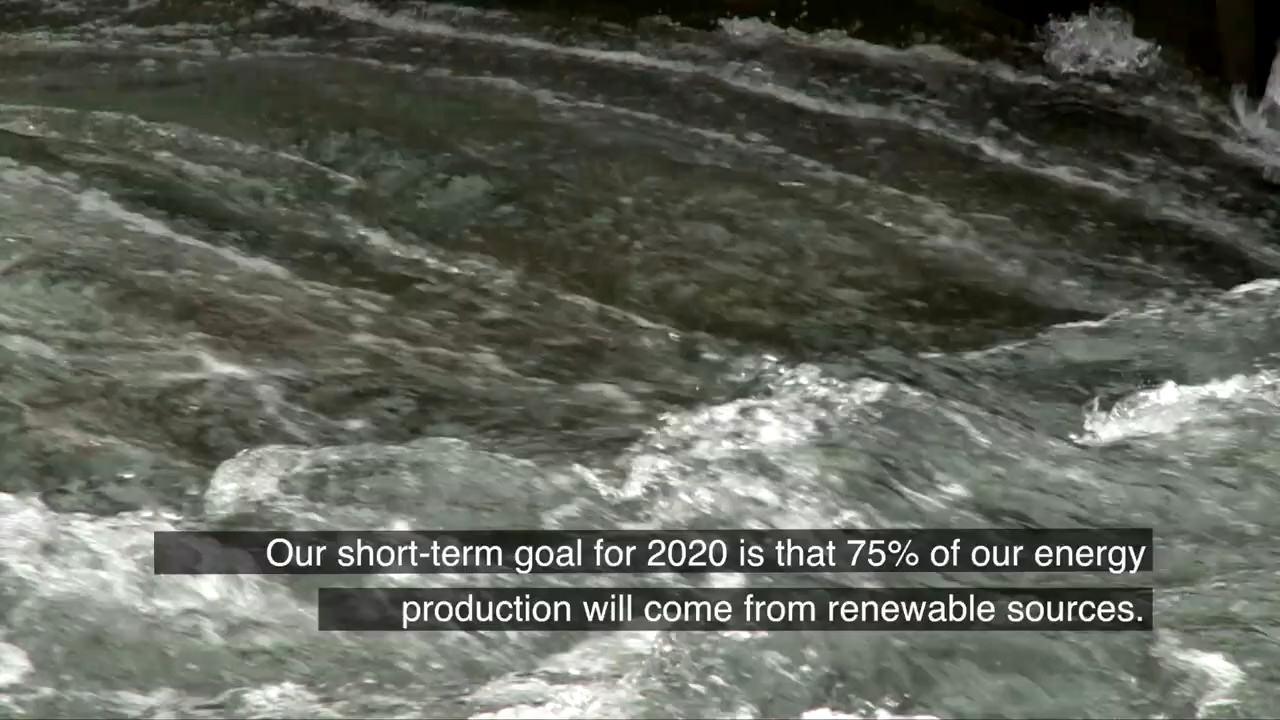 Our short-term goal for 2020 is that 75% of our energy
production will come from renewable sources.